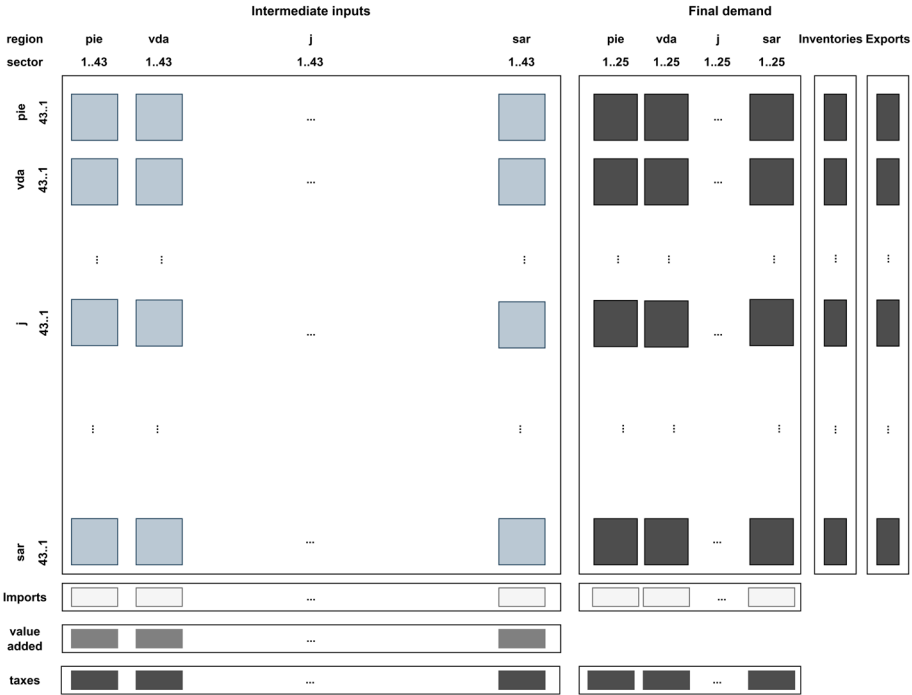 Intermediate inputs Final demand
region pie vda j sar pie vda j sar Inventories Exports
sector 1..43 1..43 1..43 1..43 1..25 1..25 1..25 1..25
pie 43..1 ... ...
vda 43..1 ... ...
... ... ... ... ... ... ... ...
j 43..1 ... ...
... ... ... ... ... ... ... ...
sar 43..1 ... ...
Imports ... ...
value
added ...
taxes ... ...